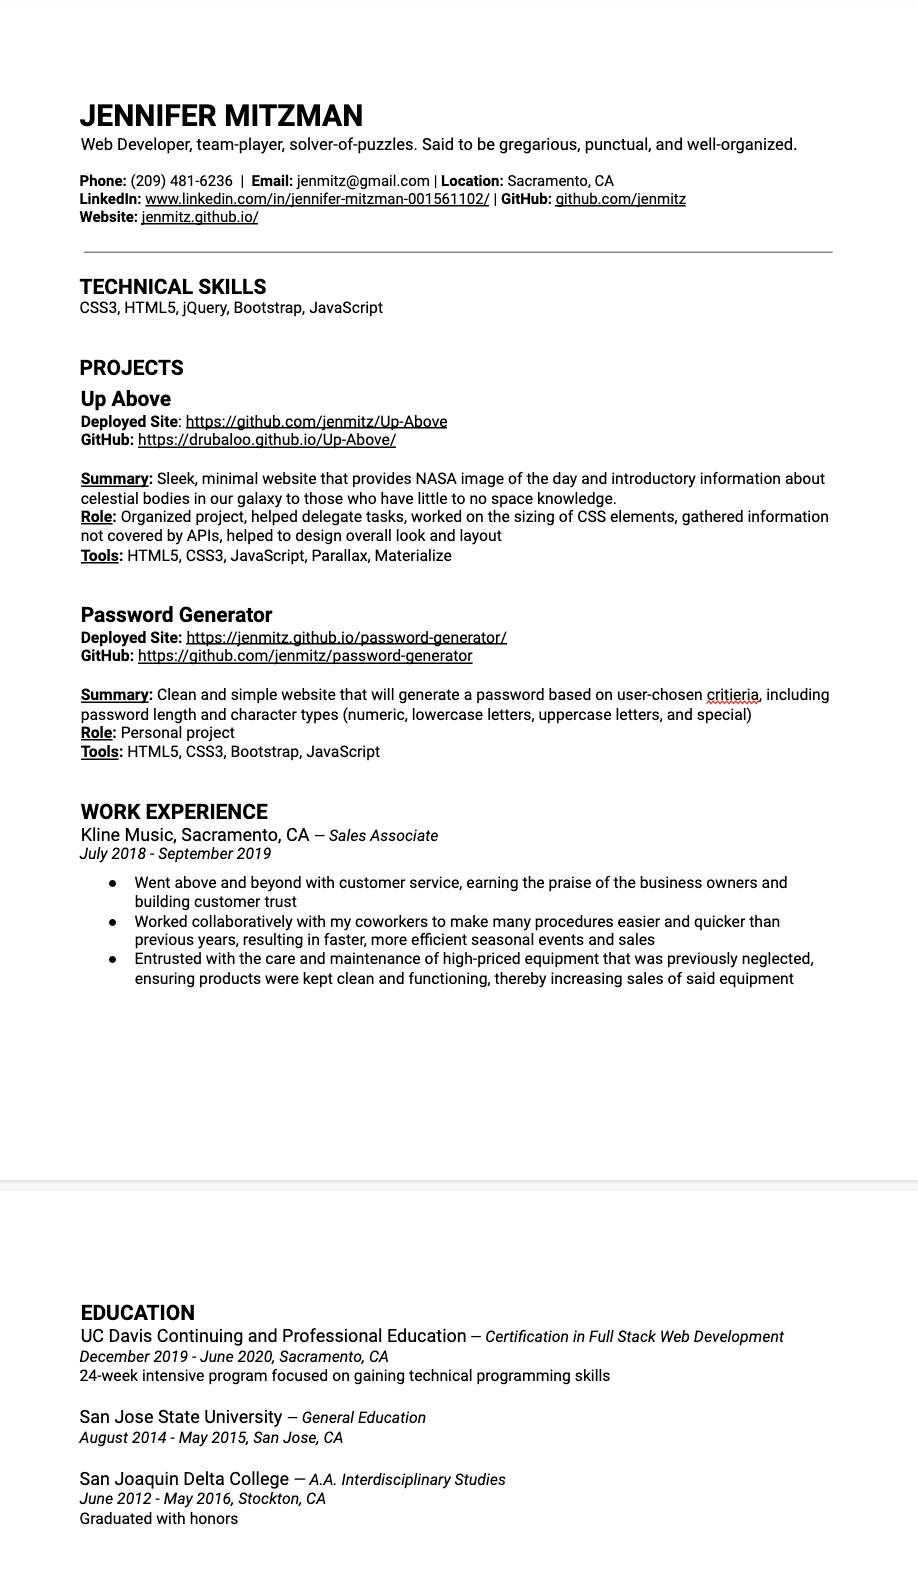 JENNIFER MITZMAN
Web Developer, team-player, solver-of-puzzles. Said to be gregarious, punctual, and well-organized.
Phone: (209) 481-6236 | Email: jenmitz@gmail.com | Location: Sacramento, CA
LinkedIn: www.linkedin.com/in/jennifer-mitzman-001561102/ | GitHub: github.com/jenmitz
Website: jenmitz.github.io/
TECHNICAL SKILLS
CSS3, HTML5, jQuery, Bootstrap, JavaScript
PROJECTS
Up Above
Deployed Site: https://github.com/jenmitz/Up-Above
GitHub: https://drubaloo.github.io/Up-Above/
Summary: Sleek, minimal website that provides NASA image of the day and introductory information about
celestial bodies in our galaxy to those who have little to no space knowledge.
Role: Organized project, helped delegate tasks, worked on the sizing of CSS elements, gathered information
not covered by APIs, helped to design overall look and layout
Tools: HTML5, CSS3, JavaScript, Parallax, Materialize
Password Generator
Deployed Site: https://jenmitz.github.io/password-generator/
GitHub: https://github.com/jenmitz/password-generator
Summary: Clean and simple website that will generate a password based on user-chosen critieria, including
password length and character types (numeric, lowercase letters, uppercase letters, and special)
Role: Personal project
Tools: HTML5, CSS3, Bootstrap, JavaScript
WORK EXPERIENCE
Kline Music, Sacramento, CA — Sales Associate
July 2018 - September 2019
● Went above and beyond with customer service, earning the praise of the business owners and
building customer trust
● Worked collaboratively with my coworkers to make many procedures easier and quicker than
previous years, resulting in faster, more efficient seasonal events and sales
● Entrusted with the care and maintenance of high-priced equipment that was previously neglected,
ensuring products were kept clean and functioning, thereby increasing sales of said equipment
EDUCATION
UC Davis Continuing and Professional Education — Certification in Full Stack Web Development
December 2019 - June 2020, Sacramento, CA
24-week intensive program focused on gaining technical programming skills
San Jose State University — General Education
August 2014 - May 2015, San Jose, CA
San Joaquin Delta College — A.A. Interdisciplinary Studies
June 2012 - May 2016, Stockton, CA
Graduated with honors